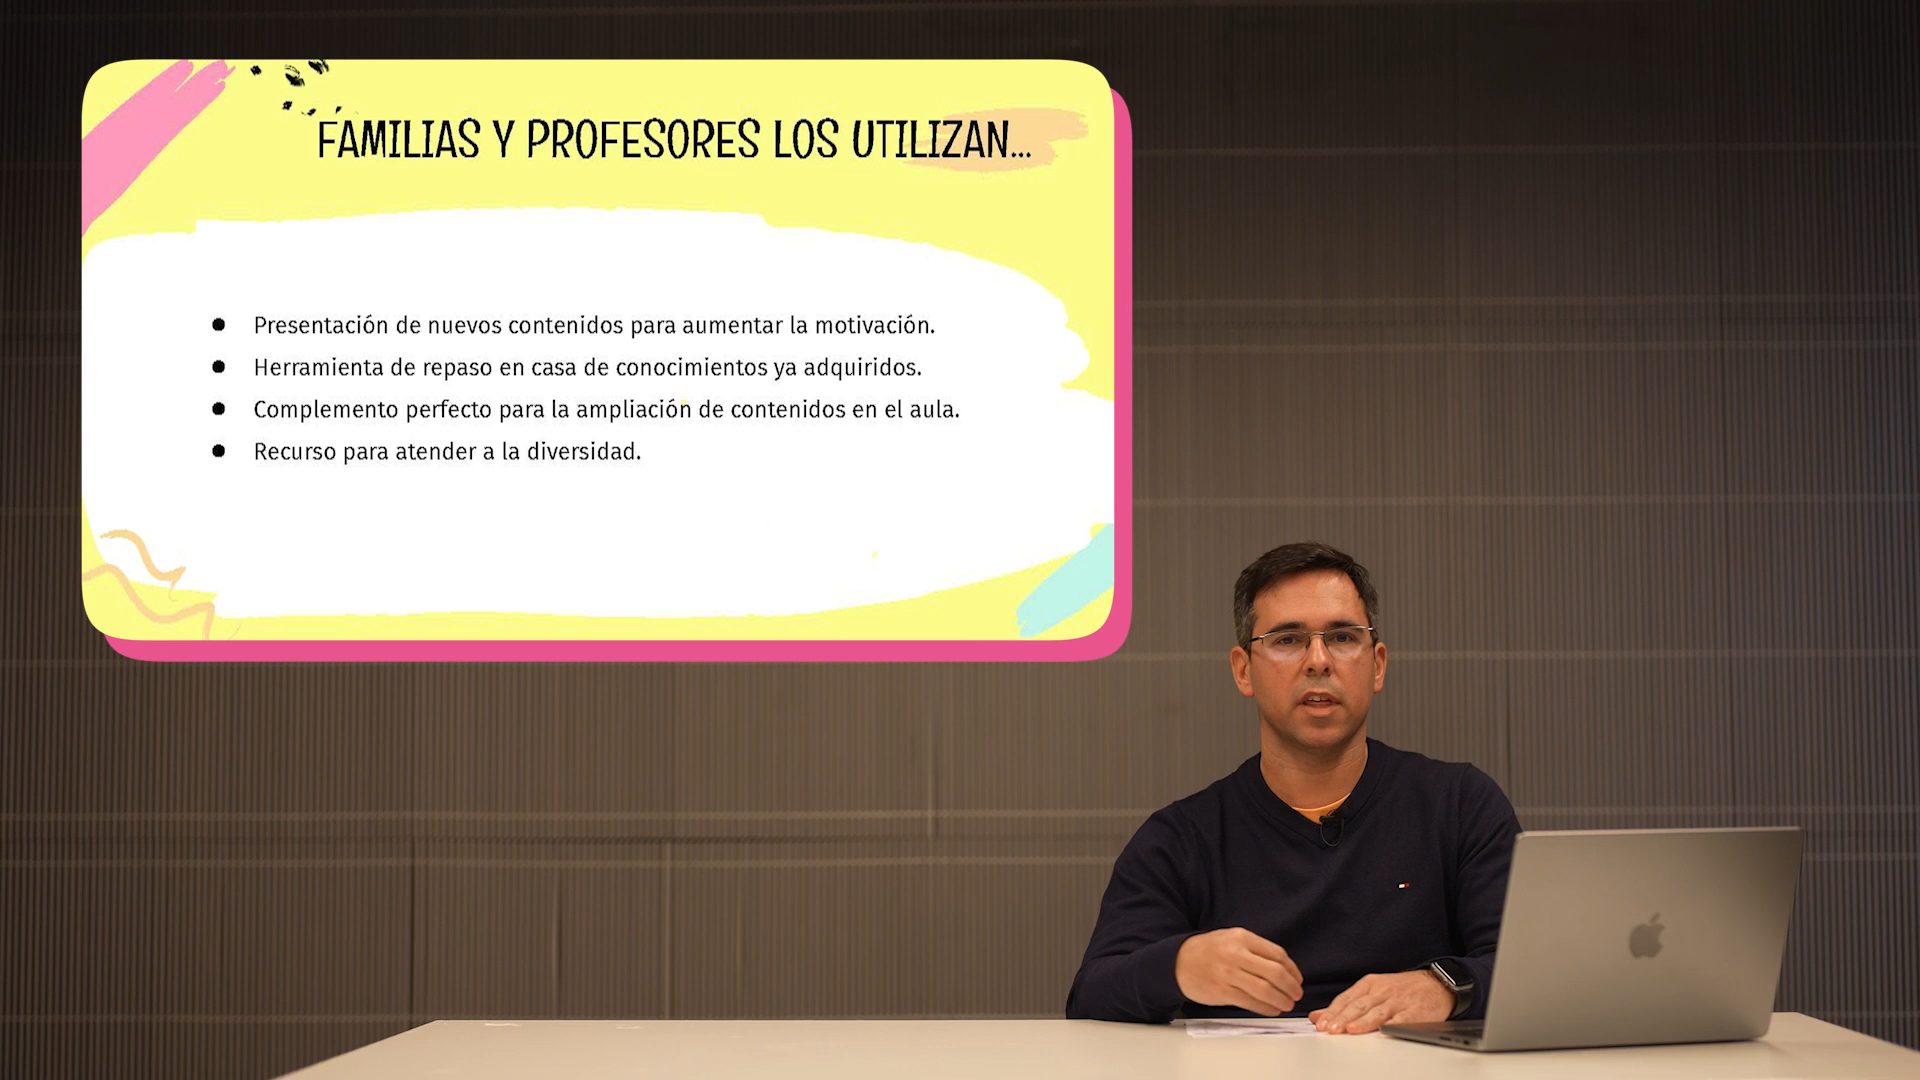 FAMILIAS Y PROFESORES LOS UTILIZAN...
● Presentación de nuevos contenidos para aumentar la motivación.
● Herramienta de repaso en casa de conocimientos ya adquiridos.
● Complemento perfecto para la ampliación de contenidos en el aula.
● Recurso para atender a la diversidad.